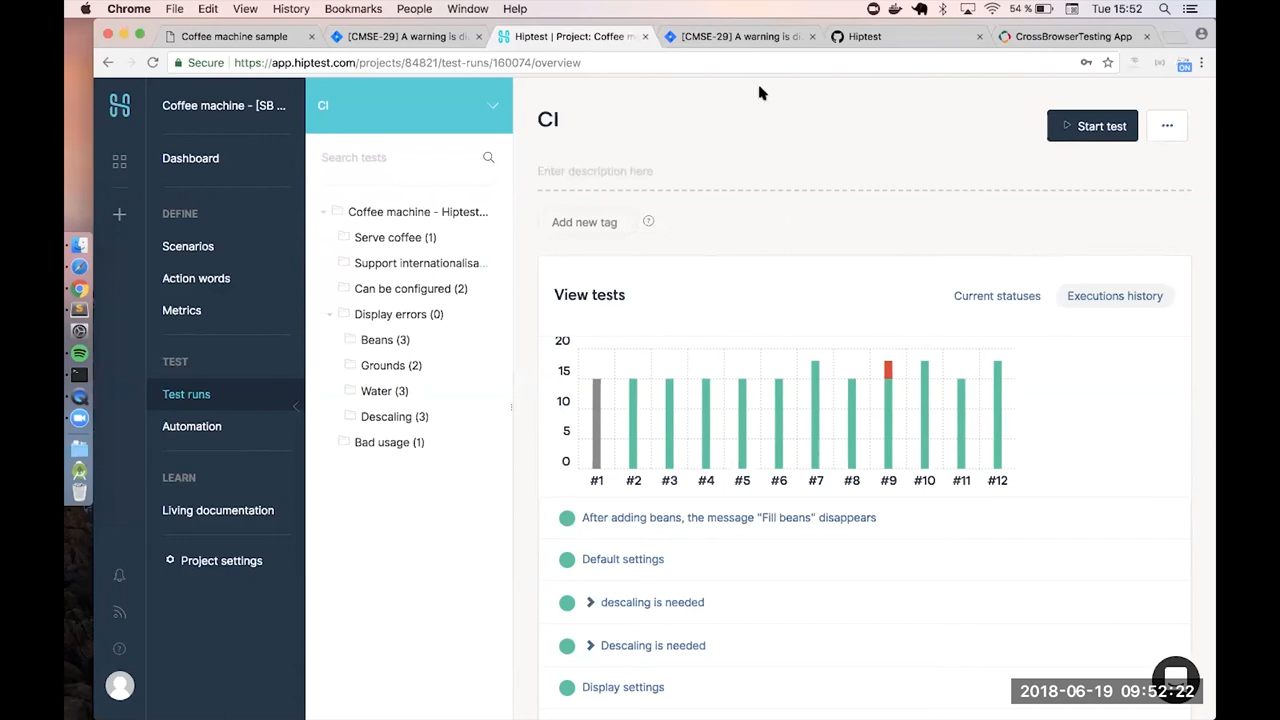 Chrome File Edit View History Bookmarks People Window Help 54 % Tue 15:52
Coffee machine sample × [CMSE-29] A warning is di × Hiptest | Project: Coffee m × [CMSE-29] A warning is di × Hiptest × CrossBrowserTesting App ×
Secure https://app.hiptest.com/projects/84821/test-runs/160074/overview ON
Coffee machine - [SB ...
Dashboard
DEFINE
Scenarios
Action words
Metrics
TEST
Test runs
Automation
LEARN
Living documentation
Project settings
CI
Search tests
Coffee machine - Hiptest...
Serve coffee (1)
Support internationalisa...
Can be configured (2)
Display errors (0)
Beans (3)
Grounds (2)
Water (3)
Descaling (3)
Bad usage (1)
CI
Start test ...
Enter description here
Add new tag ?
View tests
Current statuses Executions history
20
15
10
5
0
#1 #2 #3 #4 #5 #6 #7 #8 #9 #10 #11 #12
After adding beans, the message "Fill beans" disappears
Default settings
descaling is needed
Descaling is needed
Display settings
2018-06-19 09:52:22